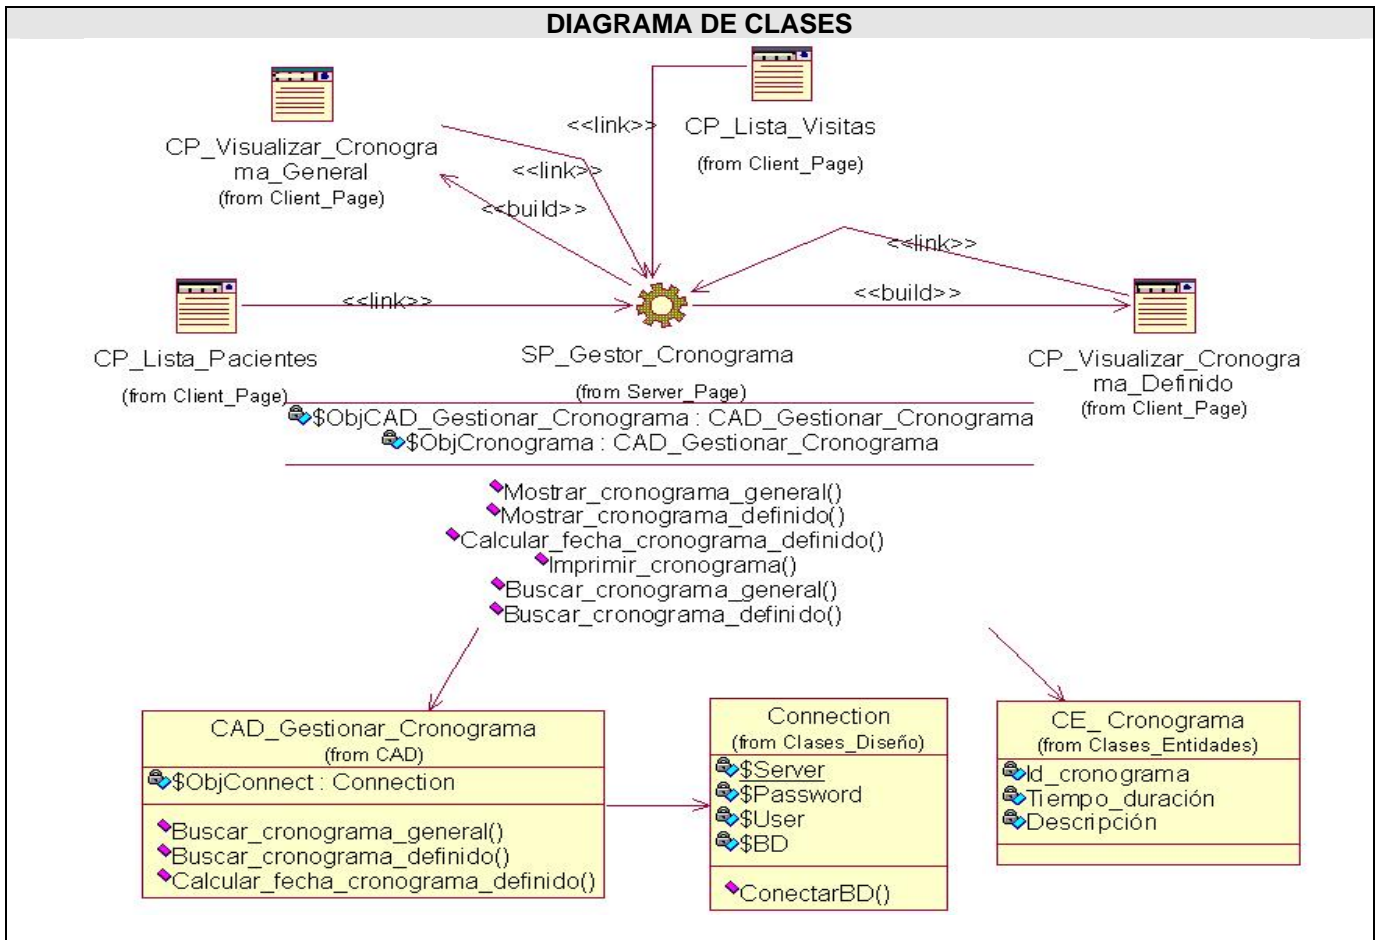 DIAGRAMA DE CLASES
CP_Visualizar_Cronogra
ma_General
(from Client_Page)
<<link>>
CP_Lista_Visitas
(from Client_Page)
<<link>>
<<build>>
<<link>>
<<link>>
<<build>>
CP_Lista_Pacientes
(from Client_Page)
SP_Gestor_Cronograma
(from Server_Page)
CP_Visualizar_Cronogra
ma_Definido
(from Client_Page)
$ObjCAD_Gestionar_Cronograma : CAD_Gestionar_Cronograma
$ObjCronograma : CAD_Gestionar_Cronograma
Mostrar_cronograma_general()
Mostrar_cronograma_definido()
Calcular_fecha_cronograma_definido()
Imprimir_cronograma()
Buscar_cronograma_general()
Buscar_cronograma_definido()
CAD_Gestionar_Cronograma
(from CAD)
$ObjConnect : Connection
Buscar_cronograma_general()
Buscar_cronograma_definido()
Calcular_fecha_cronograma_definido()
Connection
(from Clases_Diseño)
$Server
$Password
$User
$BD
ConectarBD()
CE_ Cronograma
(from Clases_Entidades)
Id_cronograma
Tiempo_duración
Descripción